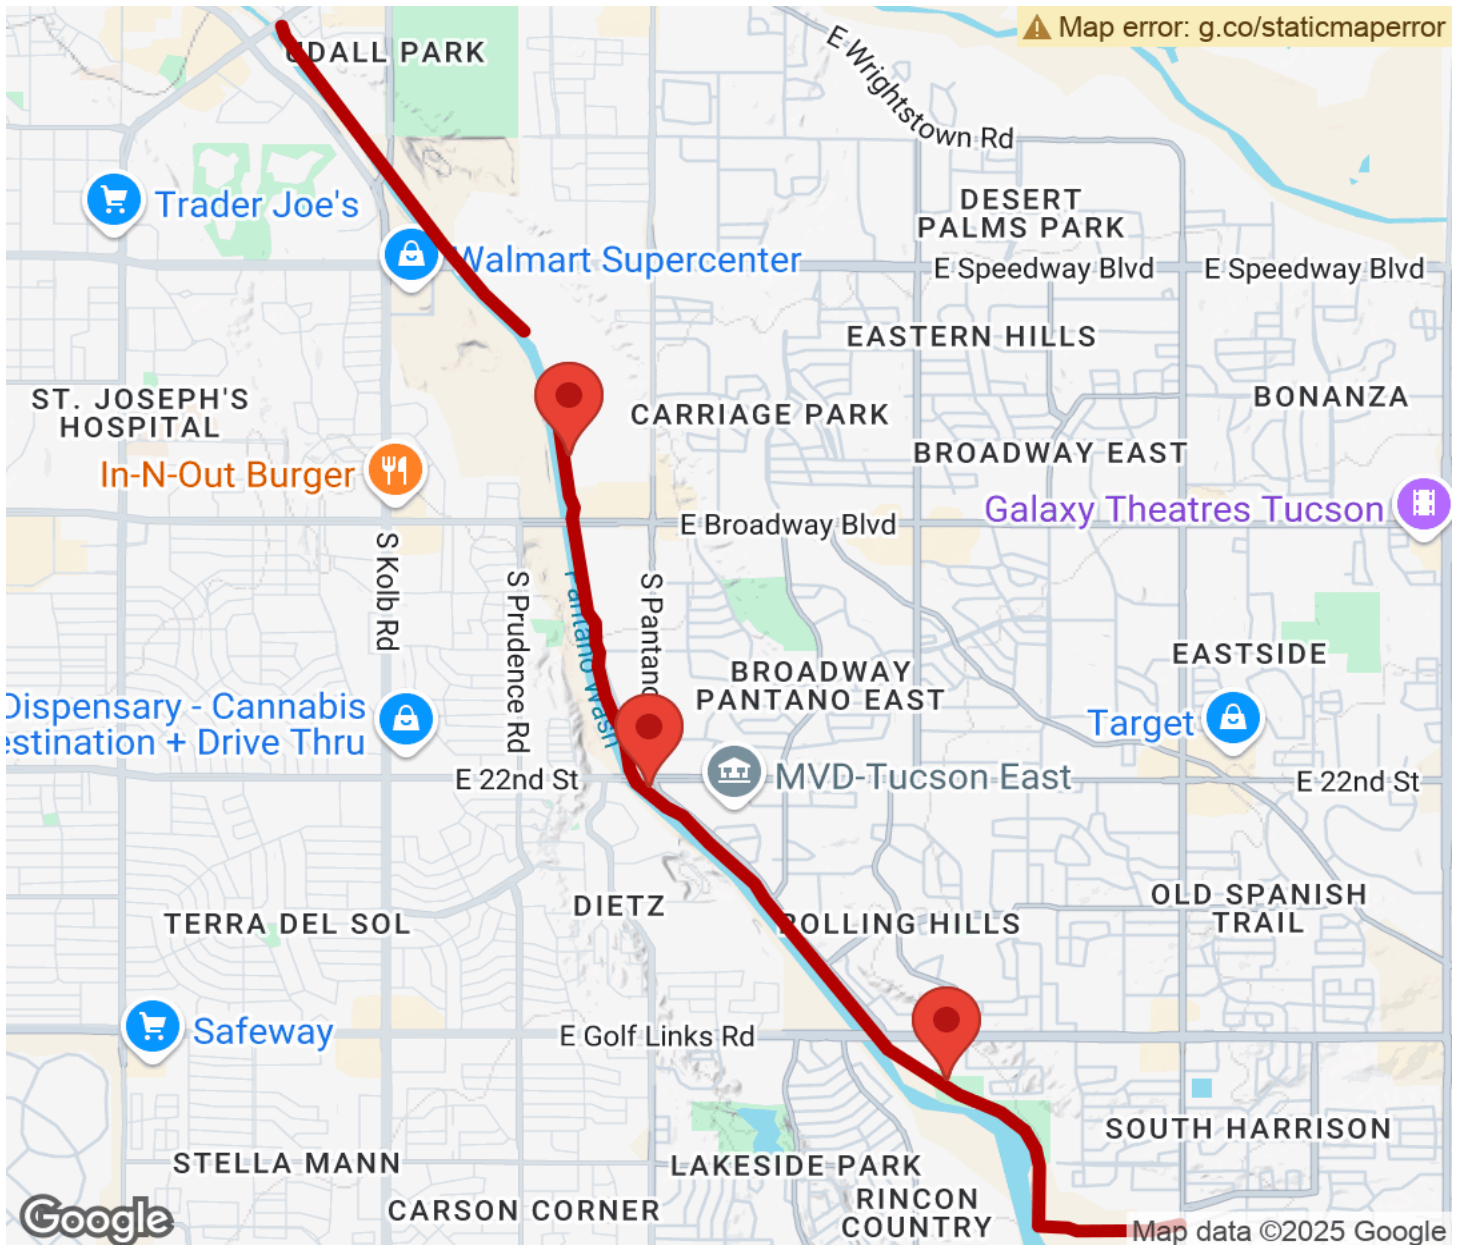 Map error: g.co/staticmaperror
UDALL PARK
E Wrightstown Rd
Trader Joe's
DESERT
PALMS PARK
Walmart Supercenter
E Speedway Blvd
E Speedway Blvd
EASTERN HILLS
ST. JOSEPH'S
HOSPITAL
CARRIAGE PARK
BONANZA
BROADWAY EAST
In-N-Out Burger
Galaxy Theatres Tucson
E Broadway Blvd
S Kolb Rd
S Prudence Rd
Pantano Wash
S Pantano
EASTSIDE
BROADWAY
PANTANO EAST
Dispensary - Cannabis
estination + Drive Thru
Target
E 22nd St
MVD-Tucson East
E 22nd St
DIETZ
OLD SPANISH
TRAIL
TERRA DEL SOL
ROLLING HILLS
Safeway
E Golf Links Rd
SOUTH HARRISON
STELLA MANN
LAKESIDE PARK
CARSON CORNER
RINCON
COUNTRY
Google
Map data ©2025 Google